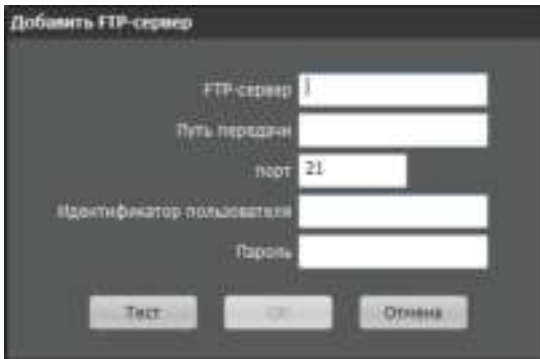 Добавить FTP-сервер
FTP-сервер
Путь передачи
порт 21
Идентификатор пользователя
Пароль
Тест OK Отмена